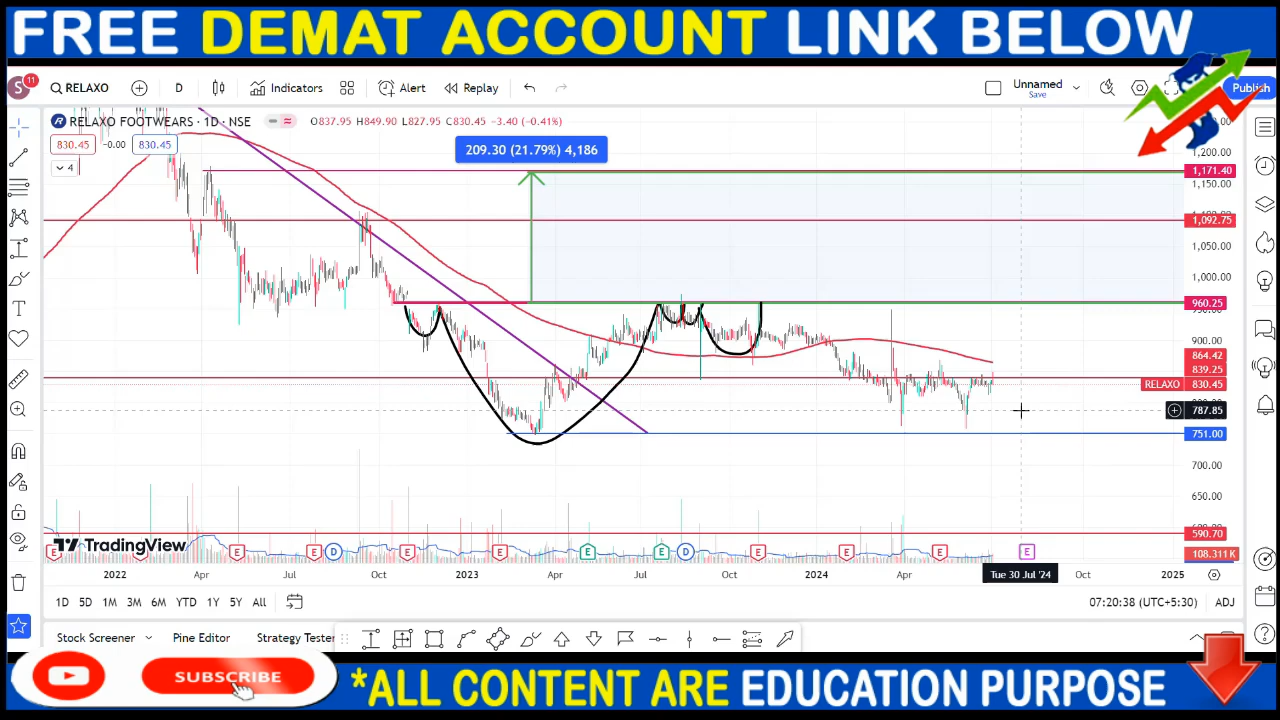 FREE DEMAT ACCOUNT LINK BELOW
S 11 RELAXO D Indicators Alert Replay Unnamed Save Publish
RELAXO FOOTWEARS · 1D · NSE O837.95 H849.90 L827.95 C830.45 −3.40 (−0.41%)
830.45 −0.00 830.45
4
209.30 (21.79%) 4,186
1,200.00
1,171.40
1,150.00
1,092.75
1,050.00
1,000.00
960.25
900.00
864.42
839.25
RELAXO 830.45
787.85
751.00
700.00
650.00
590.70
108.311K
TradingView
E E E E D E E E E D E E E E
2022 Apr Jul Oct 2023 Apr Jul Oct 2024 Apr Tue 30 Jul '24 Oct 2025
1D 5D 1M 3M 6M YTD 1Y 5Y All 07:20:38 (UTC+5:30) ADJ
Stock Screener Pine Editor Strategy Tester
SUBSCRIBE
*ALL CONTENT ARE EDUCATION PURPOSE